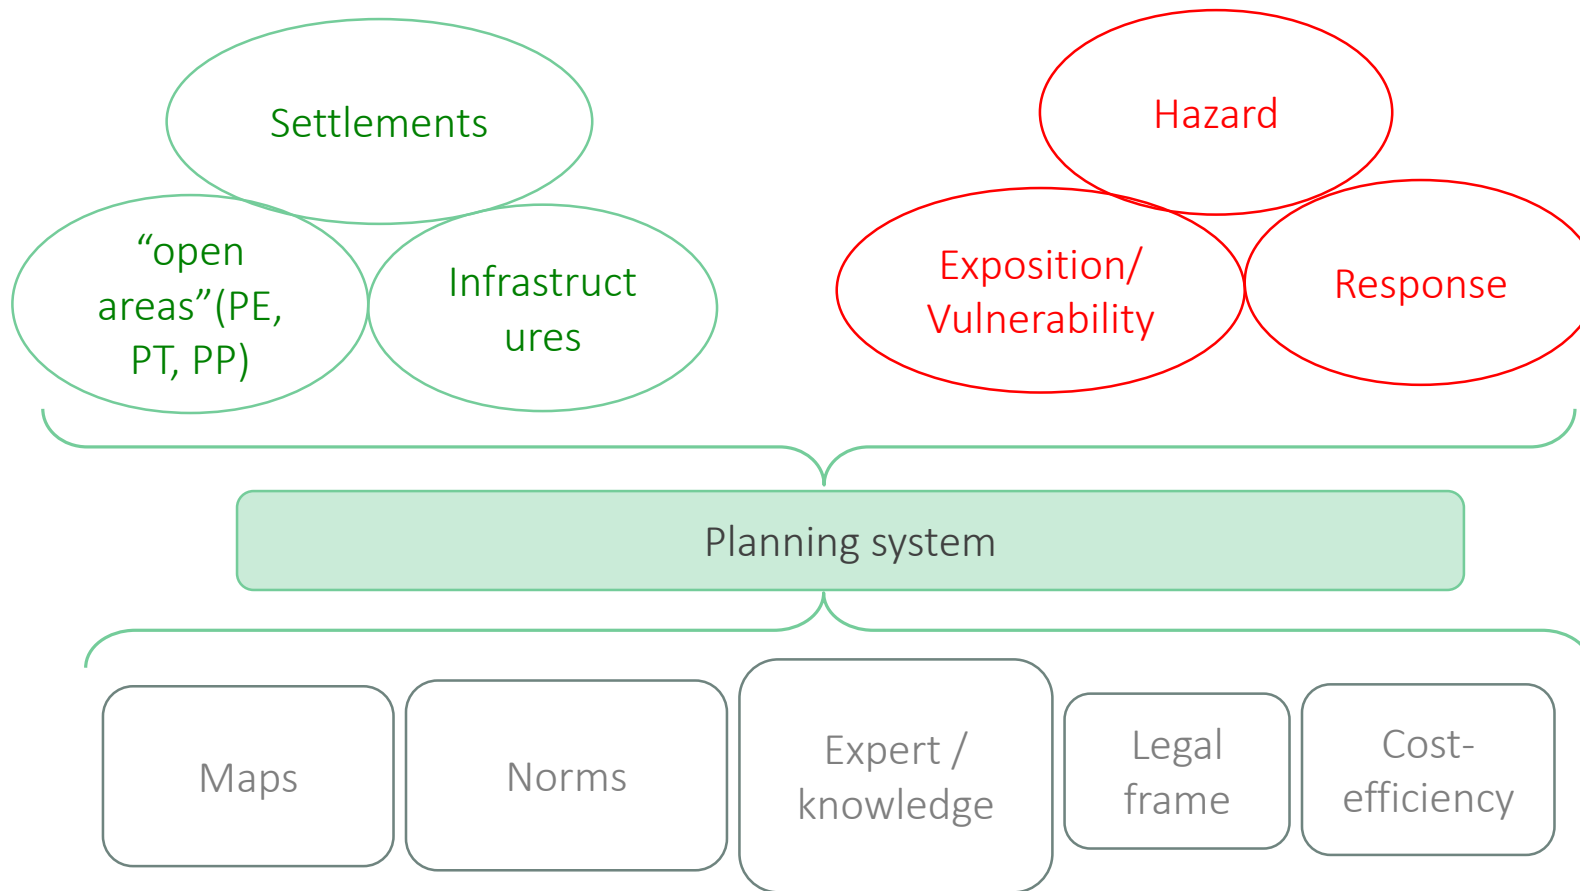 Settlements
Hazard
“open
areas”(PE,
PT, PP)
Infrastruct
ures
Exposition/
Vulnerability
Response
Planning system
Maps
Norms
Expert /
knowledge
Legal
frame
Cost-
efficiency